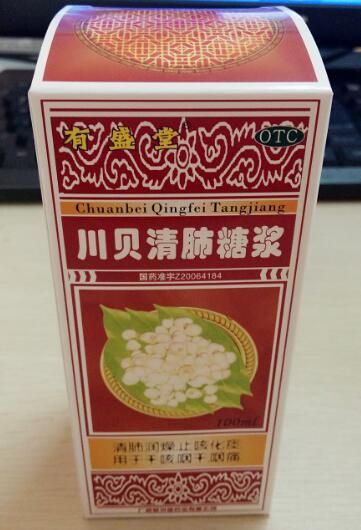 有盛堂
OTC
Chuanbei Qingfei Tangjiang
川贝清肺糖浆
国药准字Z20064184
100ml
清肺润燥止咳化痰
用于干咳咽干咽痛